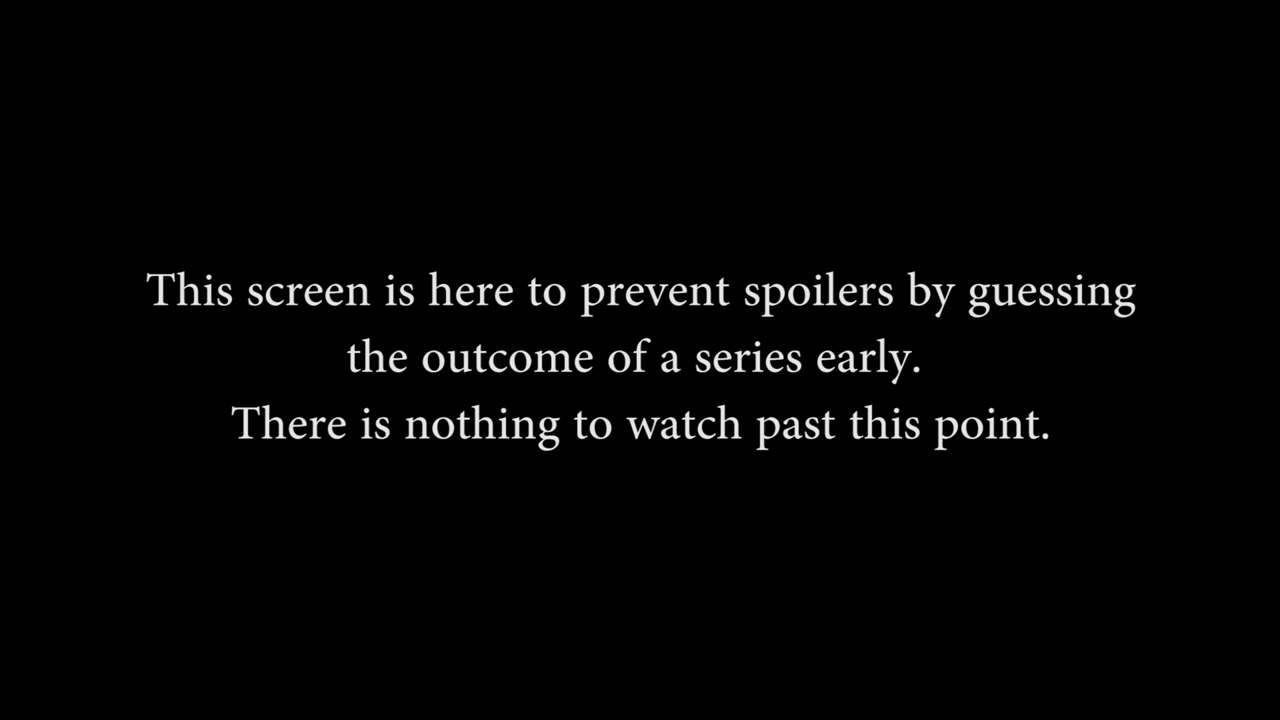 This screen is here to prevent spoilers by guessing
the outcome of a series early.
There is nothing to watch past this point.